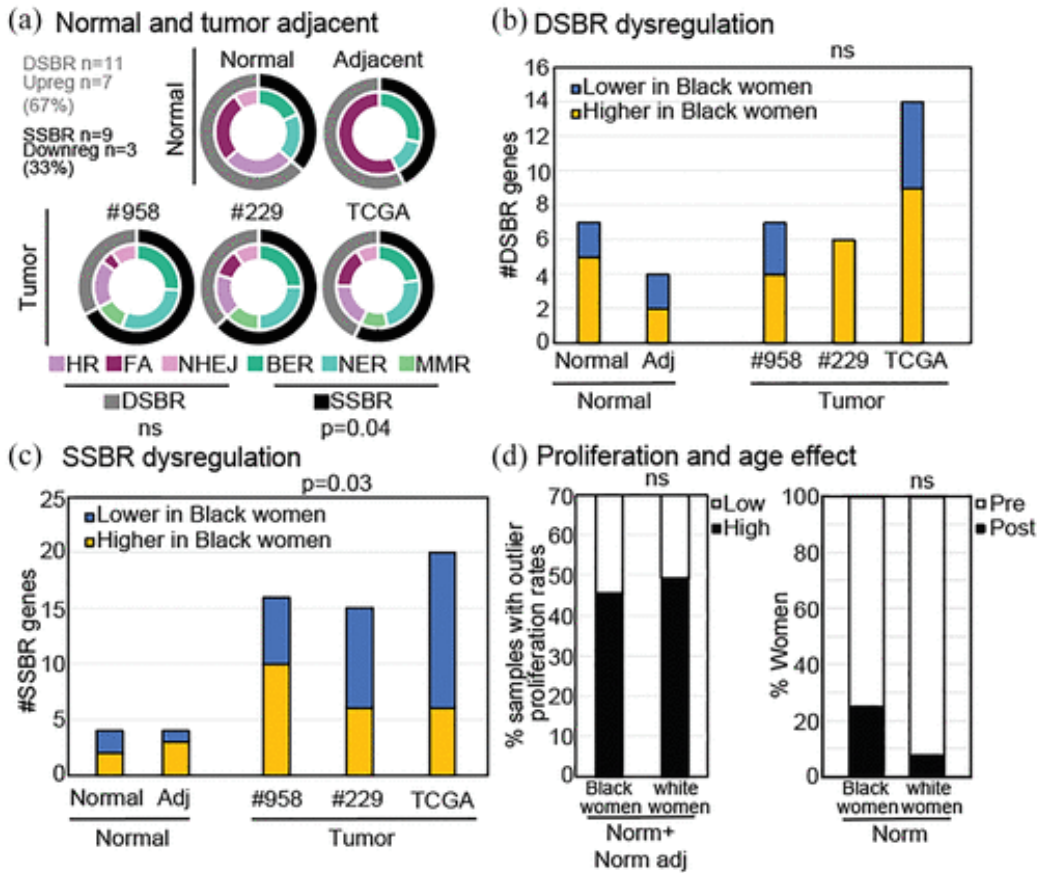 (a) Normal and tumor adjacent
DSBR n=11
Upreg n=7
(67%)
SSBR n=9
Downreg n=3
(33%)
Normal
Normal Adjacent
Tumor
#958 #229 TCGA
HR FA NHEJ BER NER MMR
DSBR SSBR
ns p=0.04
(b) DSBR dysregulation
ns
Lower in Black women
Higher in Black women
#DSBR genes
16
14
12
10
8
6
4
2
0
Normal Adj #958 #229 TCGA
Normal Tumor
(c) SSBR dysregulation
p=0.03
Lower in Black women
Higher in Black women
#SSBR genes
25
20
15
10
5
0
Normal Adj #958 #229 TCGA
Normal Tumor
(d) Proliferation and age effect
ns
Low
High
% samples with outlier
proliferation rates
70
60
50
40
30
20
10
0
Black women
white women
Norm+
Norm adj
ns
Pre
Post
% Women
100
80
60
40
20
0
Black women
white women
Norm